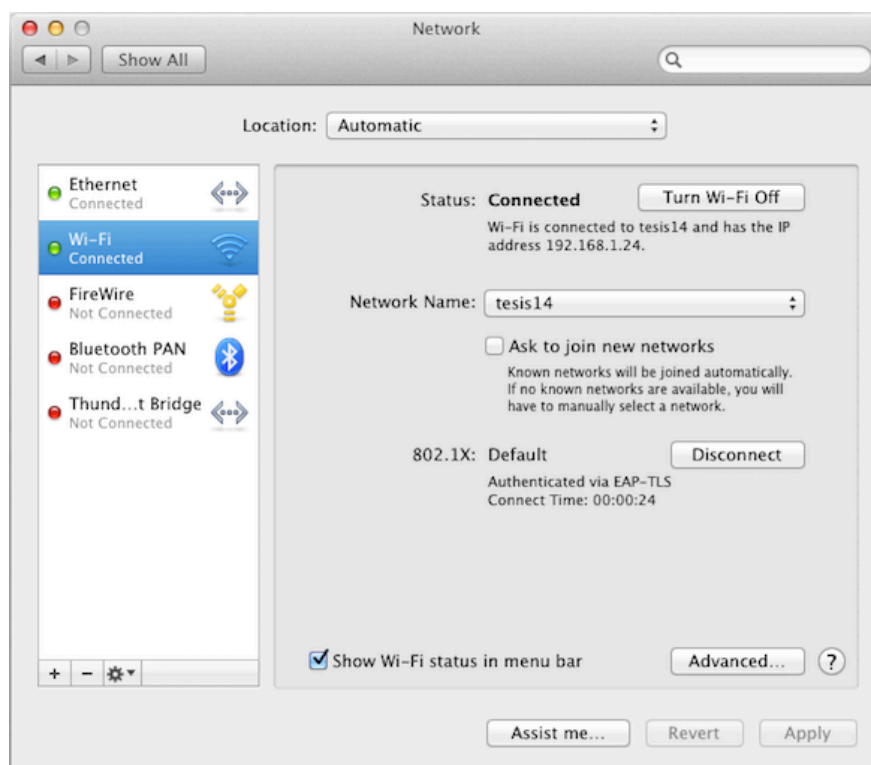 Network
Show All
Location: Automatic
Ethernet
Connected
Wi-Fi
Connected
FireWire
Not Connected
Bluetooth PAN
Not Connected
Thund...t Bridge
Not Connected
Status: Connected
Turn Wi-Fi Off
Wi-Fi is connected to tesis14 and has the IP
address 192.168.1.24.
Network Name: tesis14
Ask to join new networks
Known networks will be joined automatically.
If no known networks are available, you will
have to manually select a network.
802.1X: Default
Disconnect
Authenticated via EAP-TLS
Connect Time: 00:00:24
Show Wi-Fi status in menu bar
Advanced...
?
Assist me...
Revert
Apply